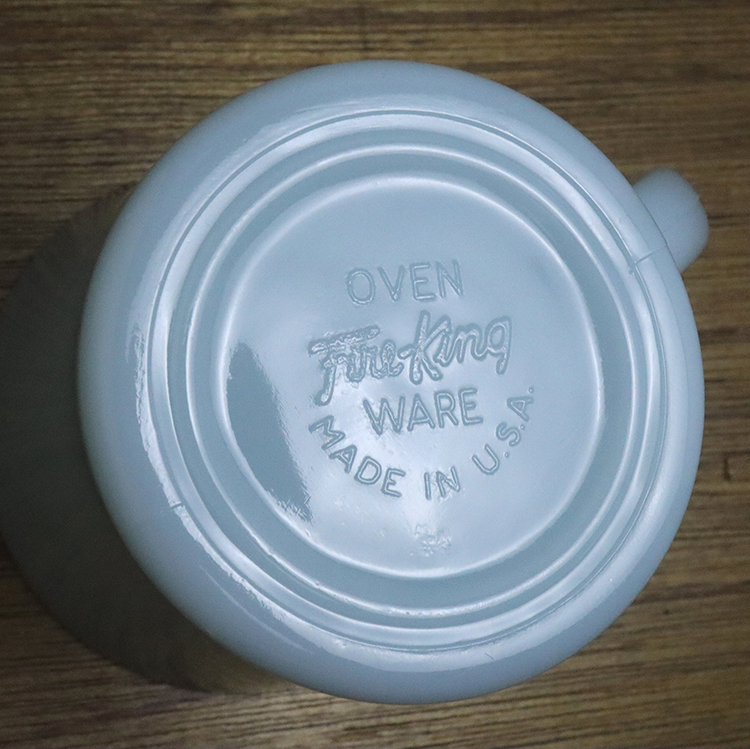 OVEN
Fire-King
WARE
MADE IN U.S.A.